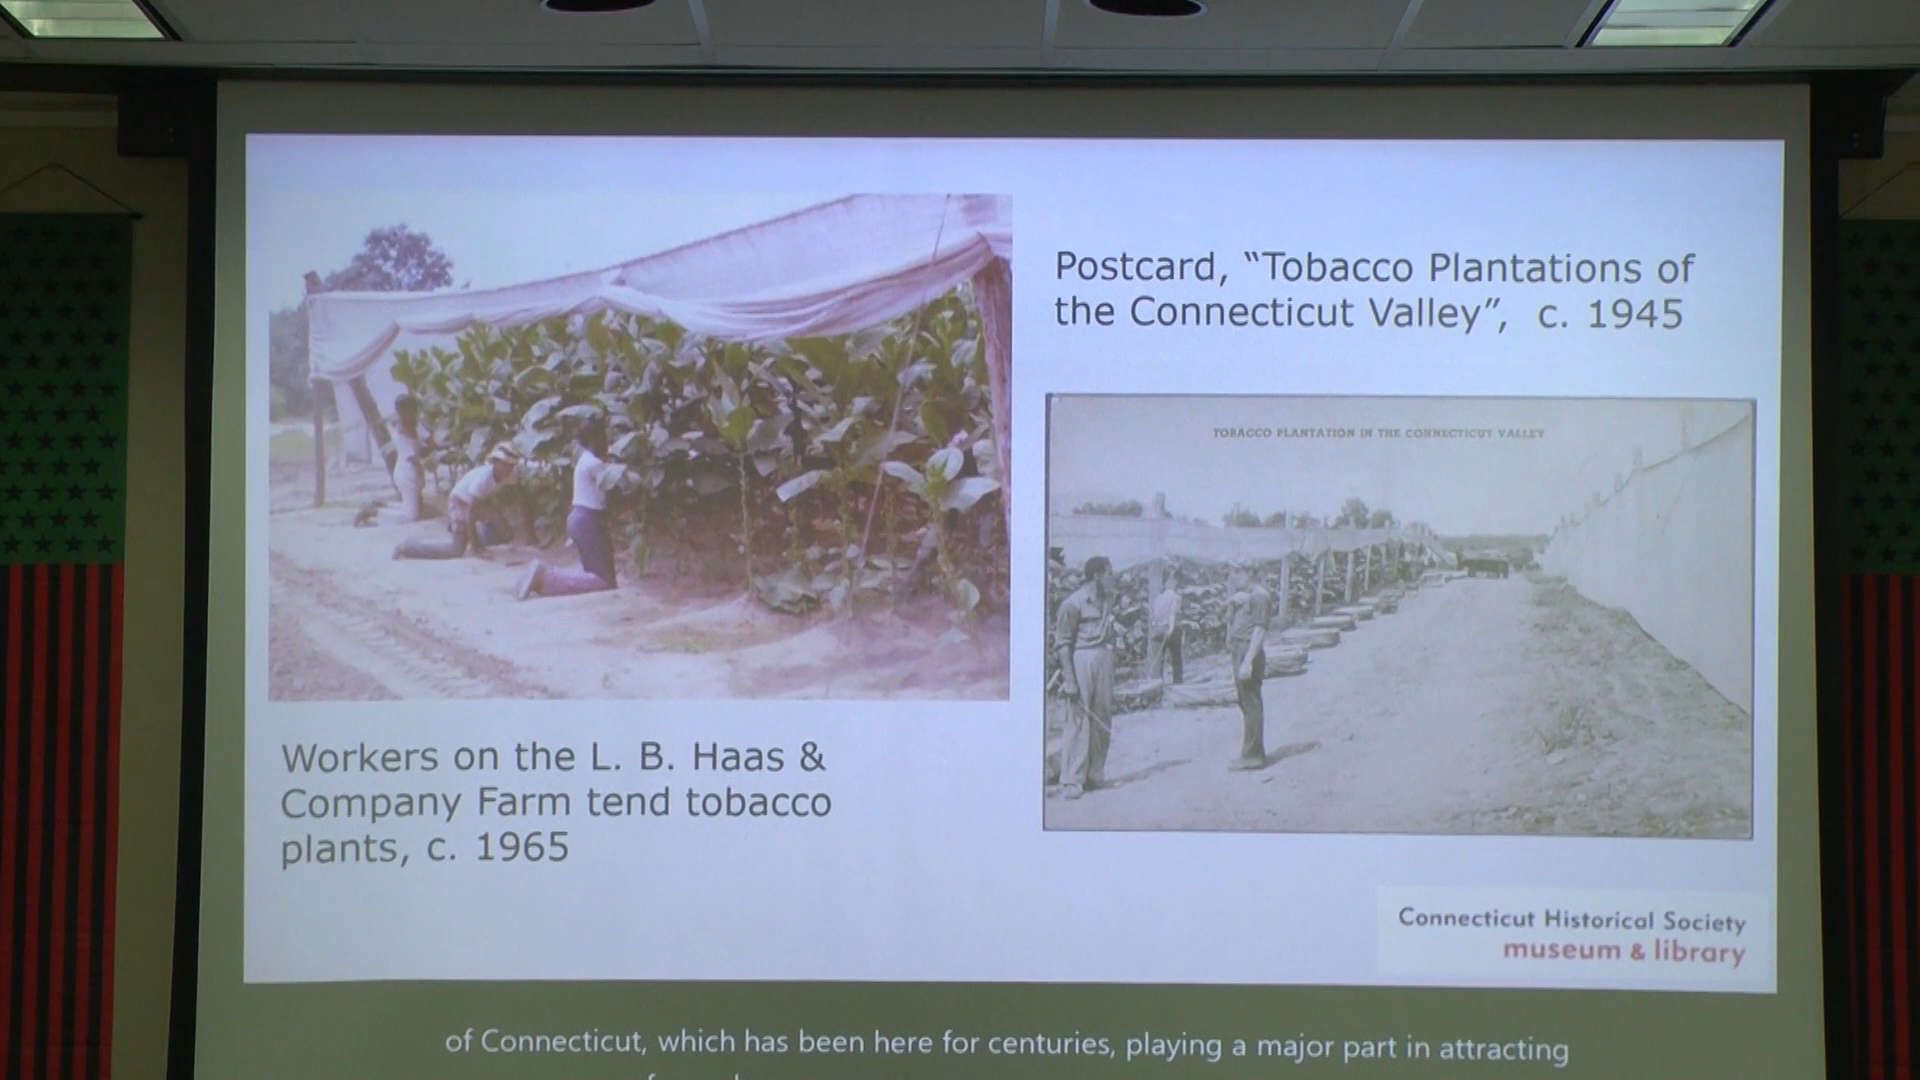 Postcard, “Tobacco Plantations of
the Connecticut Valley”, c. 1945
TOBACCO PLANTATION IN THE CONNECTICUT VALLEY
Workers on the L. B. Haas &
Company Farm tend tobacco
plants, c. 1965
Connecticut Historical Society
museum & library
of Connecticut, which has been here for centuries, playing a major part in attracting